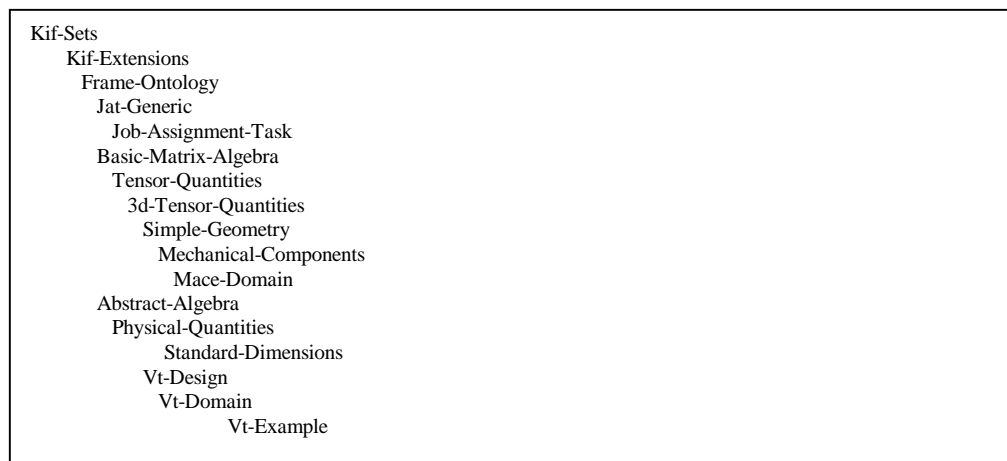 Kif-Sets
Kif-Extensions
Frame-Ontology
Jat-Generic
Job-Assignment-Task
Basic-Matrix-Algebra
Tensor-Quantities
3d-Tensor-Quantities
Simple-Geometry
Mechanical-Components
Mace-Domain
Abstract-Algebra
Physical-Quantities
Standard-Dimensions
Vt-Design
Vt-Domain
Vt-Example